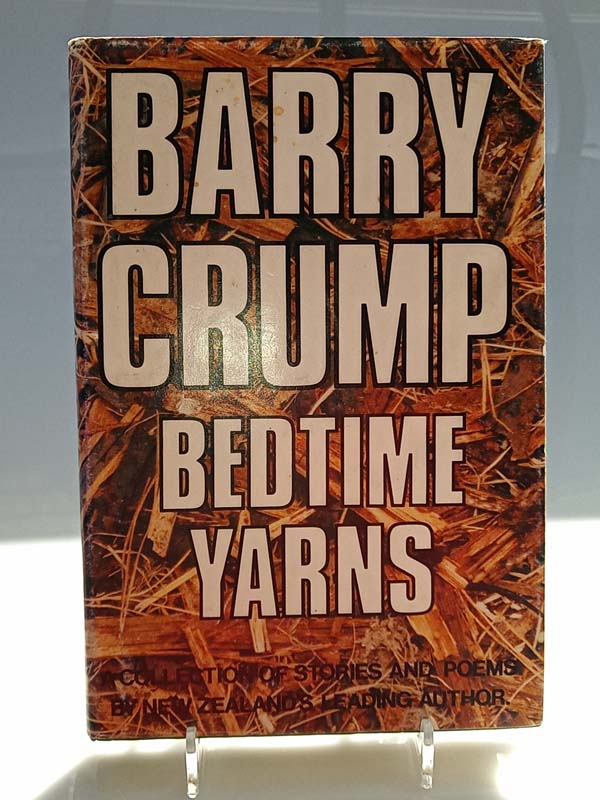 BARRY
CRUMP
BEDTIME
YARNS
A COLLECTION OF STORIES AND POEMS
BY NEW ZEALAND'S LEADING AUTHOR.